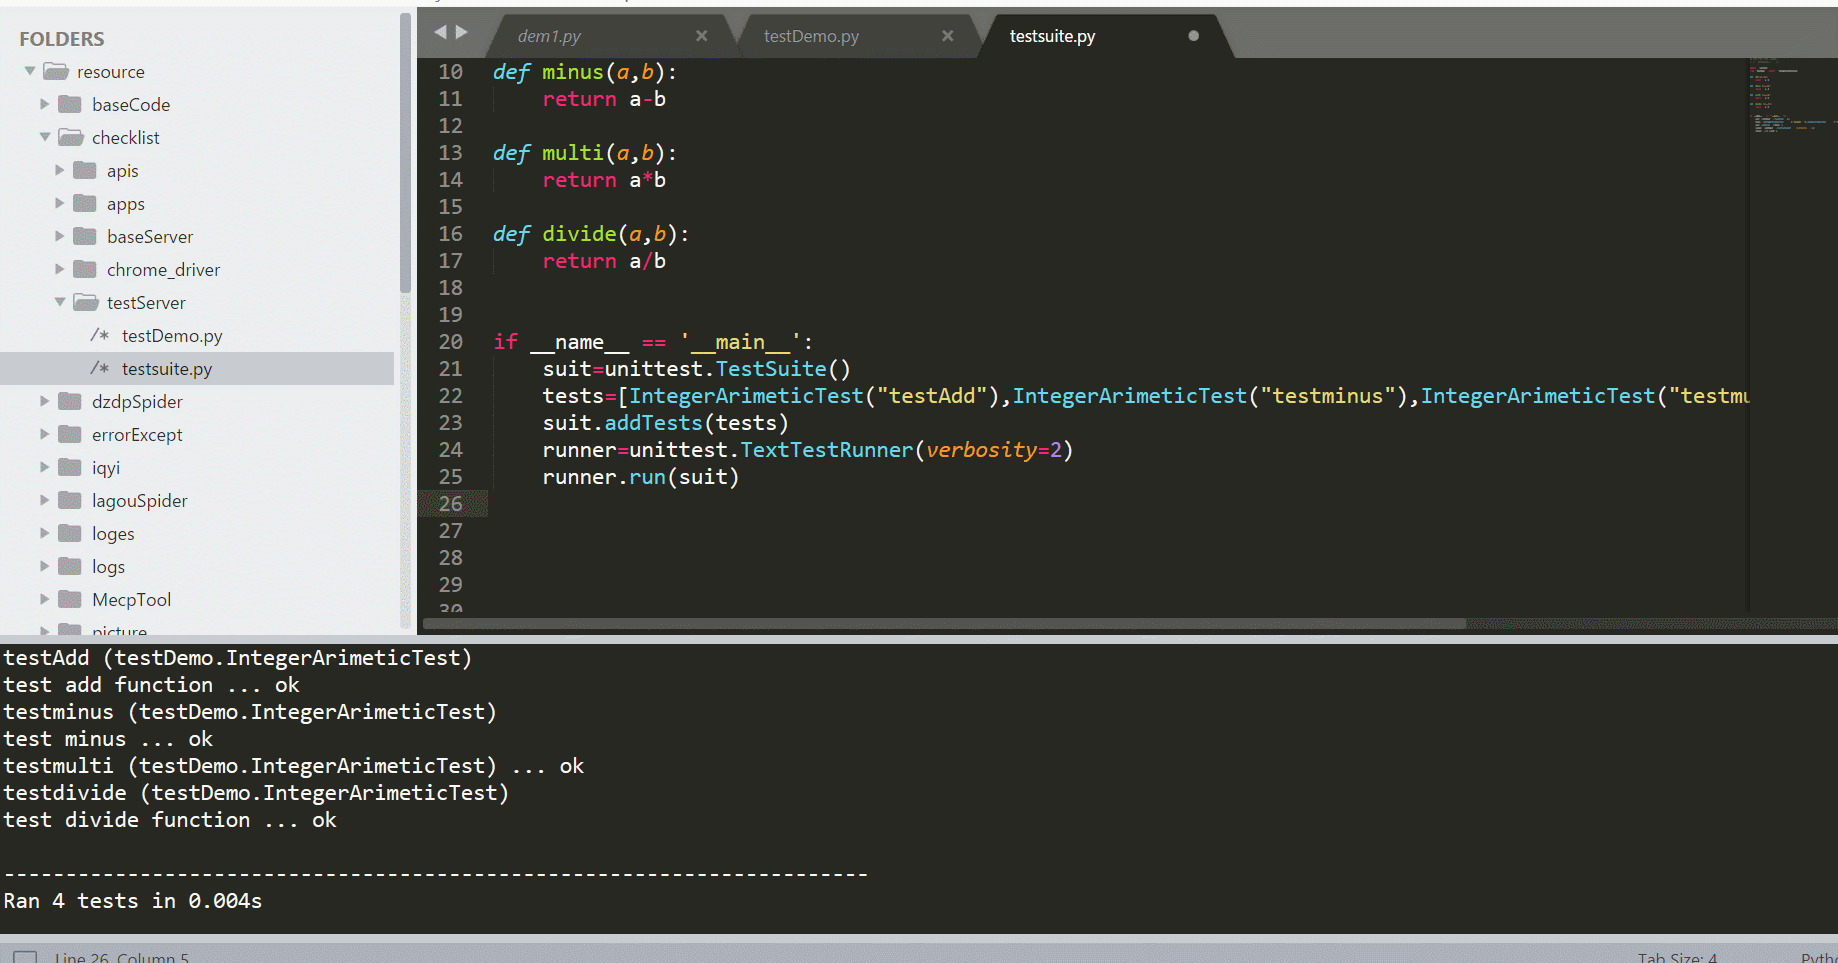 FOLDERS
resource
baseCode
checklist
apis
apps
baseServer
chrome_driver
testServer
/* testDemo.py
/* testsuite.py
dzdpSpider
errorExcept
iqyi
lagouSpider
loges
logs
MecpTool
picture
dem1.py × testDemo.py × testsuite.py
10 def minus(a,b):
11 return a-b
12
13 def multi(a,b):
14 return a*b
15
16 def divide(a,b):
17 return a/b
18
19
20 if __name__ == '__main__':
21 suit=unittest.TestSuite()
22 tests=[IntegerArimeticTest("testAdd"),IntegerArimeticTest("testminus"),IntegerArimeticTest("testmu
23 suit.addTests(tests)
24 runner=unittest.TextTestRunner(verbosity=2)
25 runner.run(suit)
26
27
28
29
30
testAdd (testDemo.IntegerArimeticTest)
test add function ... ok
testminus (testDemo.IntegerArimeticTest)
test minus ... ok
testmulti (testDemo.IntegerArimeticTest) ... ok
testdivide (testDemo.IntegerArimeticTest)
test divide function ... ok
----------------------------------------------------------------------
Ran 4 tests in 0.004s
Line 26, Column 5 Tab Size: 4 Pytho